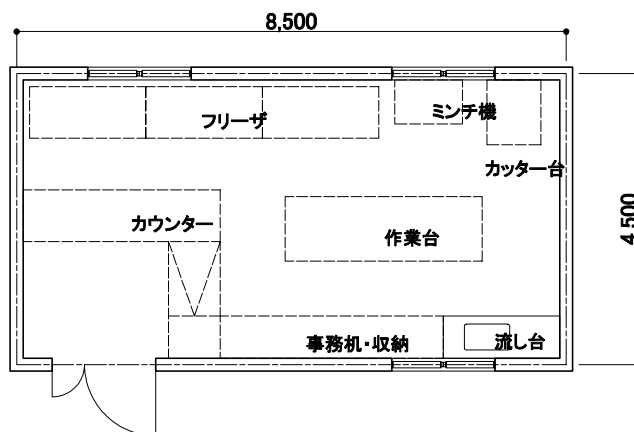 8,500
フリーザ
ミンチ機
カッター台
カウンター
作業台
4,500
事務机・収納
流し台